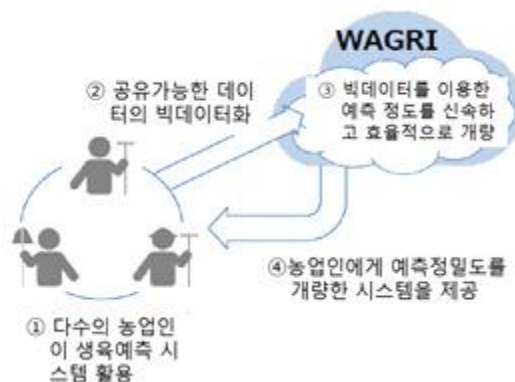 WAGRI
② 공유가능한 데이
터의 빅데이터화
③ 빅데이터를 이용한
예측 정도를 신속하
고 효율적으로 개량
④농업인에게 예측정밀도를
개량한 시스템을 제공
① 다수의 농업인
이 생육예측 시
스템 활용